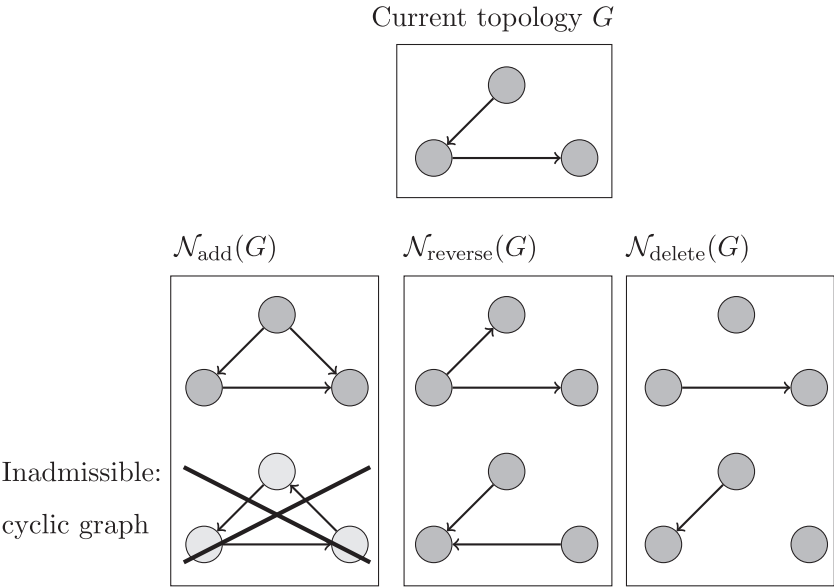 Current topology G
𝒩add(G)
𝒩reverse(G)
𝒩delete(G)
Inadmissible:
cyclic graph